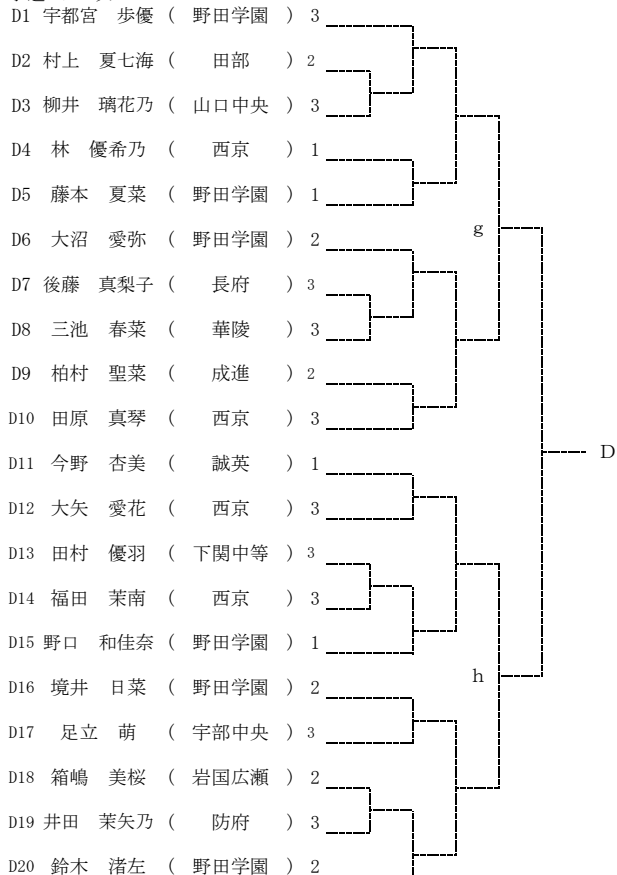 D1 宇都宮 歩優 ( 野田学園 ) 3
D2 村上 夏七海 ( 田部 ) 2
D3 柳井 璃花乃 ( 山口中央 ) 3
D4 林 優希乃 ( 西京 ) 1
D5 藤本 夏菜 ( 野田学園 ) 1
D6 大沼 愛弥 ( 野田学園 ) 2
g
D7 後藤 真梨子 ( 長府 ) 3
D8 三池 春菜 ( 華陵 ) 3
D9 柏村 聖菜 ( 成進 ) 2
D10 田原 真琴 ( 西京 ) 3
D
D11 今野 杏美 ( 誠英 ) 1
D12 大矢 愛花 ( 西京 ) 3
D13 田村 優羽 ( 下関中等 ) 3
D14 福田 茉南 ( 西京 ) 3
D15 野口 和佳奈 ( 野田学園 ) 1
h
D16 境井 日菜 ( 野田学園 ) 2
D17 足立 萌 ( 宇部中央 ) 3
D18 箱嶋 美桜 ( 岩国広瀬 ) 2
D19 井田 茉矢乃 ( 防府 ) 3
D20 鈴木 渚左 ( 野田学園 ) 2